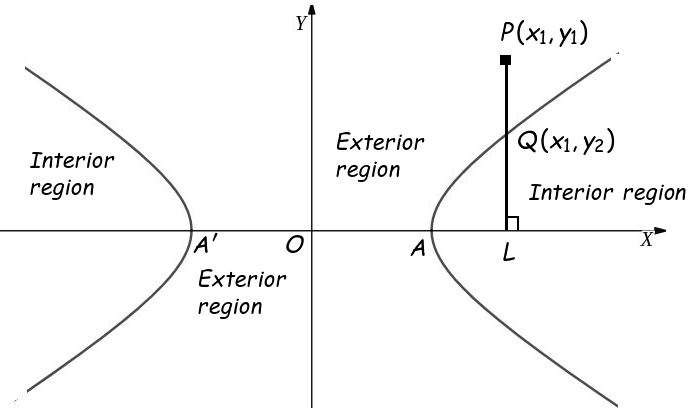 Y
P(x₁, y₁)
Exterior
region
Q(x₁, y₂)
Interior
region
Interior region
A′
O
A
L
X
Exterior
region